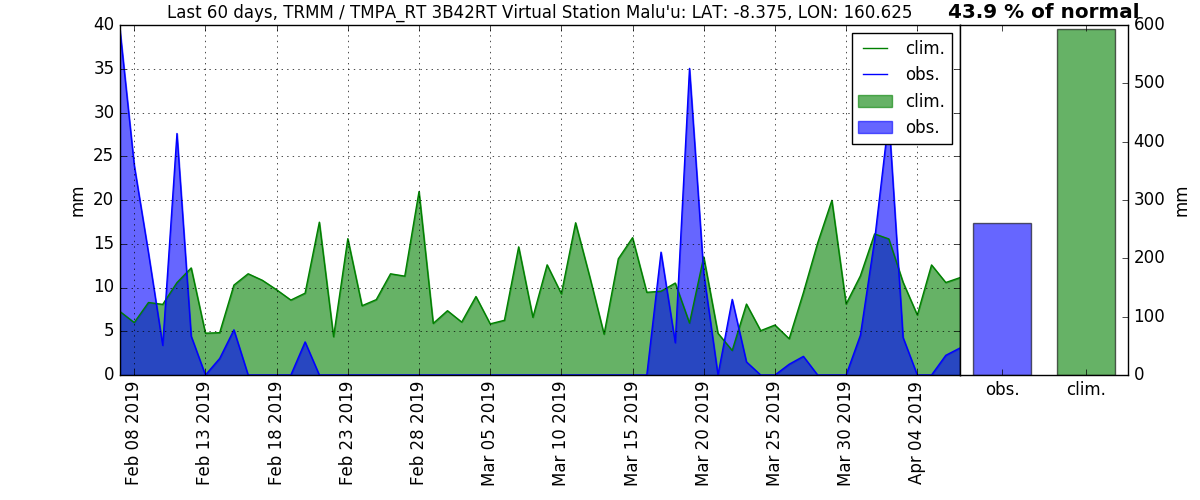 Last 60 days, TRMM / TMPA_RT 3B42RT Virtual Station Malu'u: LAT: -8.375, LON: 160.625
43.9 % of normal
40
35
30
25
20
15
10
5
0
mm
clim.
obs.
clim.
obs.
600
500
400
300
200
100
0
mm
Feb 08 2019
Feb 13 2019
Feb 18 2019
Feb 23 2019
Feb 28 2019
Mar 05 2019
Mar 10 2019
Mar 15 2019
Mar 20 2019
Mar 25 2019
Mar 30 2019
Apr 04 2019
obs.
clim.